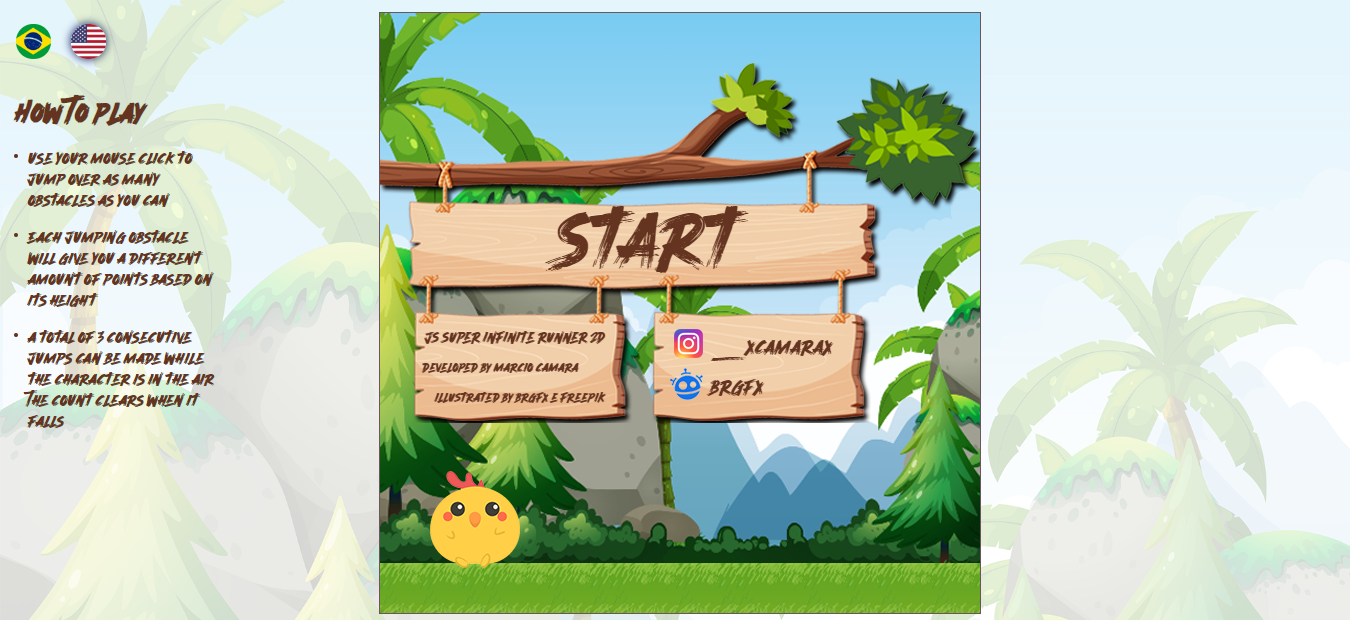 HOW TO PLAY
• USE YOUR MOUSE CLICK TO
JUMP OVER AS MANY
OBSTACLES AS YOU CAN
• EACH JUMPING OBSTACLE
WILL GIVE YOU A DIFFERENT
AMOUNT OF POINTS BASED ON
ITS HEIGHT
• A TOTAL OF 3 CONSECUTIVE
JUMPS CAN BE MADE WHILE
THE CHARACTER IS IN THE AIR
THE COUNT CLEARS WHEN IT
FALLS
START
JS SUPER INFINITE RUNNER 2D
DEVELOPED BY MARCIO CAMARA
ILLUSTRATED BY BRGFX E FREEPIK
___XCAMARAX
BRGFX